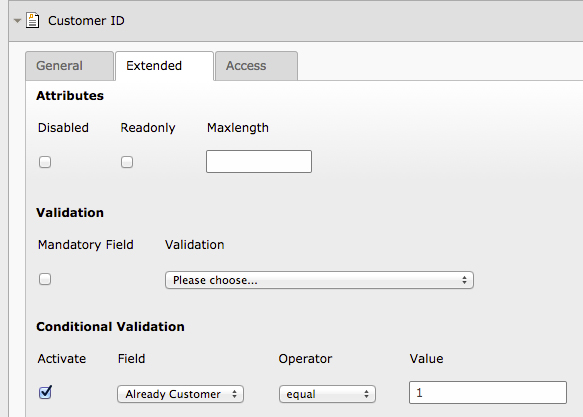 Customer ID
General Extended Access
Attributes
Disabled Readonly Maxlength
Validation
Mandatory Field Validation
Please choose...
Conditional Validation
Activate Field Operator Value
Already Customer equal 1